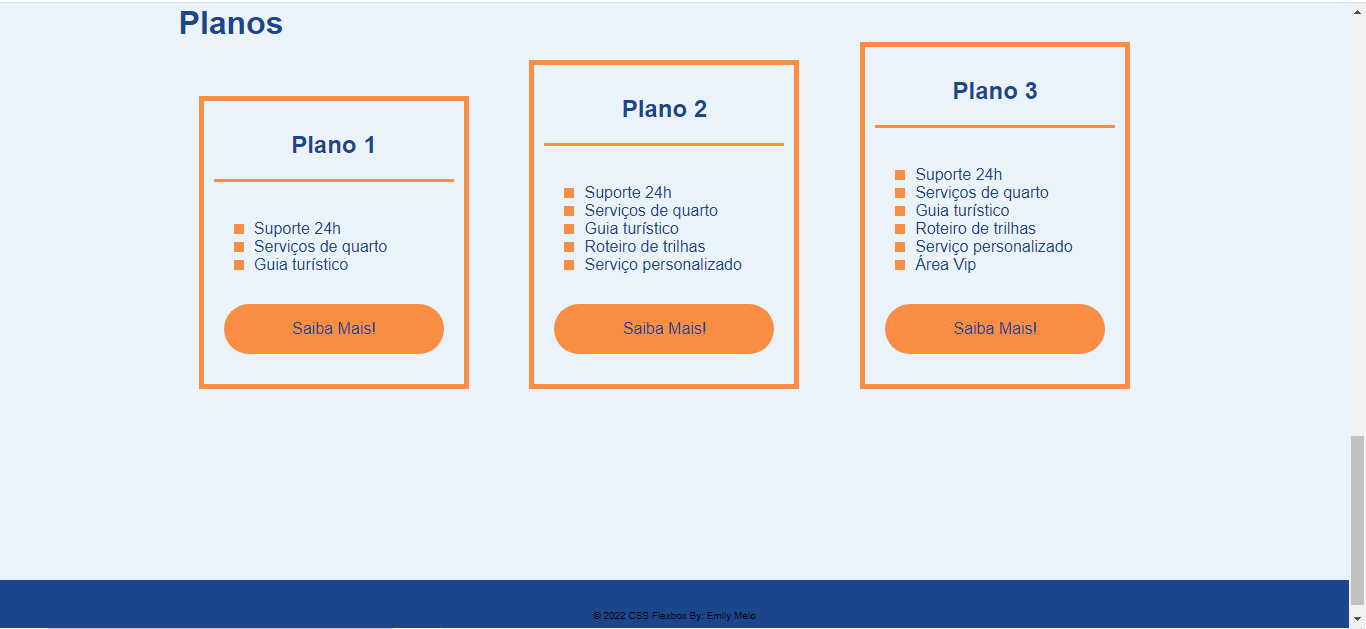 Planos
Plano 1
Suporte 24h
Serviços de quarto
Guia turístico
Saiba Mais!
Plano 2
Suporte 24h
Serviços de quarto
Guia turístico
Roteiro de trilhas
Serviço personalizado
Saiba Mais!
Plano 3
Suporte 24h
Serviços de quarto
Guia turístico
Roteiro de trilhas
Serviço personalizado
Área Vip
Saiba Mais!
© 2022 CSS Flexbox By: Emily Melo